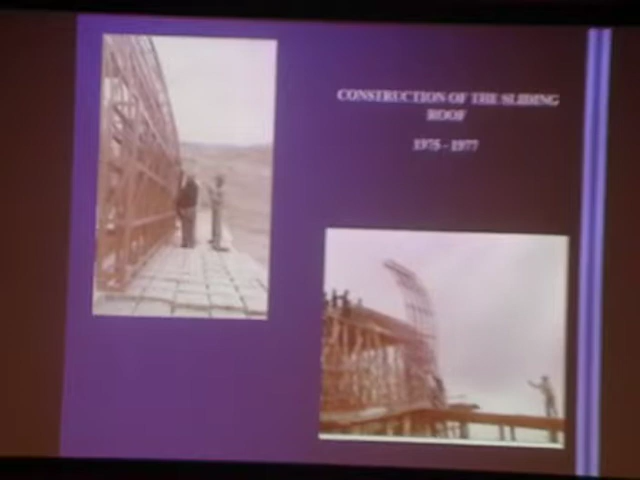 CONSTRUCTION OF THE SLIDING
ROOF
1975 - 1977